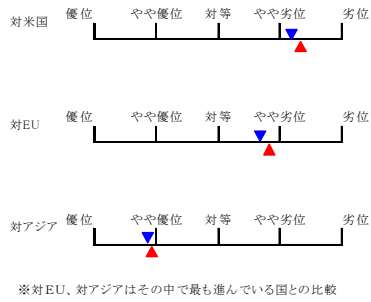 対米国 優位 やや優位 対等 やや劣位 劣位
対EU 優位 やや優位 対等 やや劣位 劣位
対アジア 優位 やや優位 対等 やや劣位 劣位
※対EU、対アジアはその中で最も進んでいる国との比較